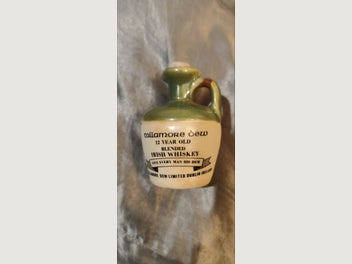 tullamore dew
12 YEAR OLD
BLENDED
IRISH WHISKEY
GIVE EVERY MAN HIS DEW
DEW LIMITED DUBLIN IRELAND